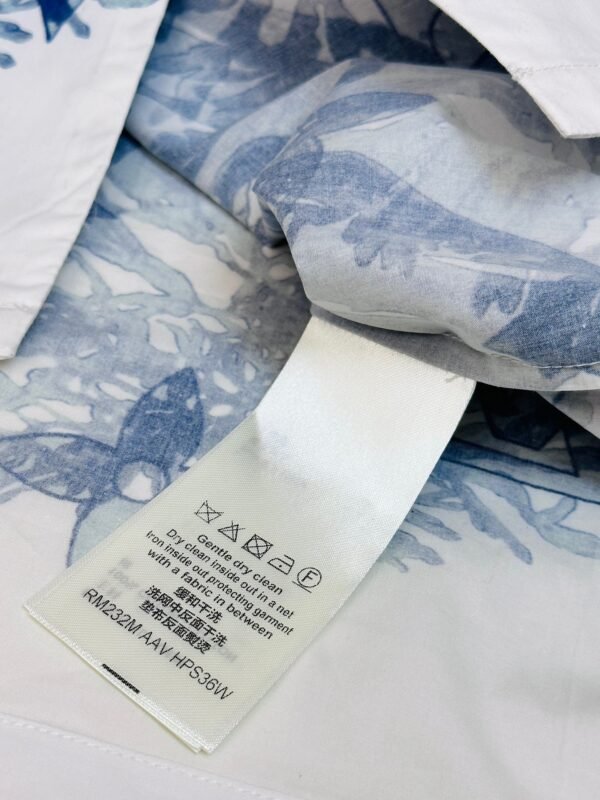 F
Gentle dry clean
Dry clean inside out in a net.
Iron inside out protecting garment
with a fabric in between
缓和干洗
洗网中反面干洗
垫布反面熨烫
RM232M AAV HPS36W